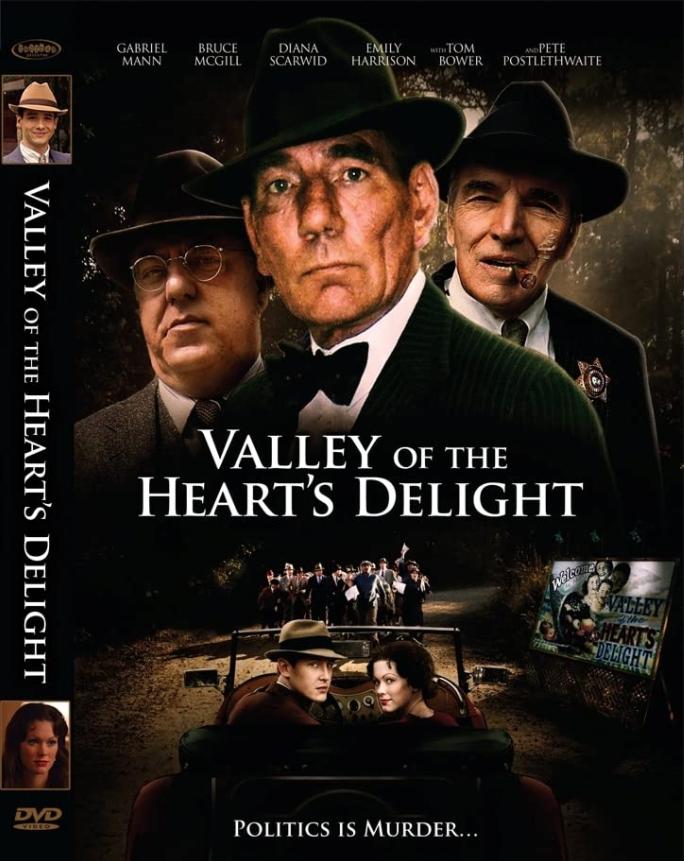 GABRIEL
MANN
BRUCE
MCGILL
DIANA
SCARWID
EMILY
HARRISON
WITH TOM
BOWER
AND PETE
POSTLETHWAITE
VALLEY OF THE HEART'S DELIGHT
VALLEY OF THE
HEART'S DELIGHT
Welcome
VALLEY
of the
HEART'S
DELIGHT
POLITICS IS MURDER...
DVD
VIDEO